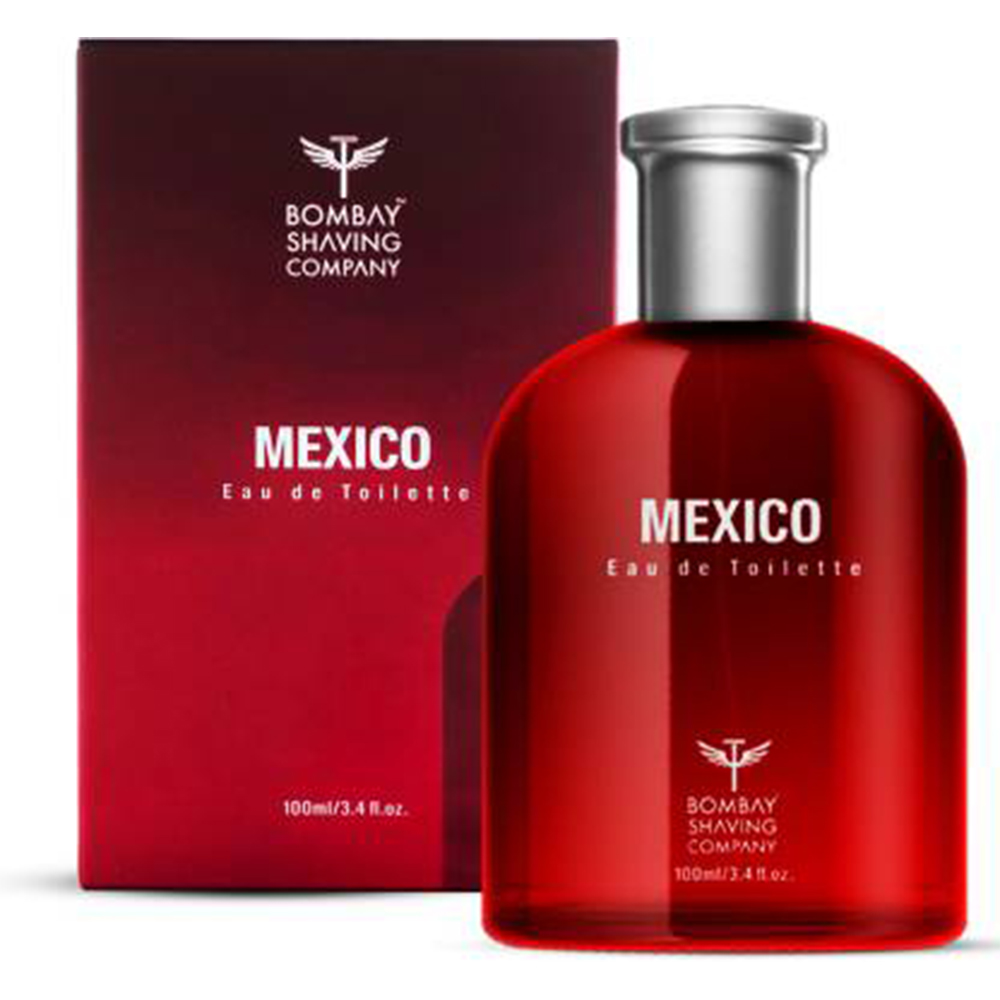 BOMBAY™
SHAVING
COMPANY
MEXICO
Eau de Toilette
100ml/3.4 fl.oz.
MEXICO
Eau de Toilette
BOMBAY
SHAVING
COMPANY
100ml/3.4 fl.oz.